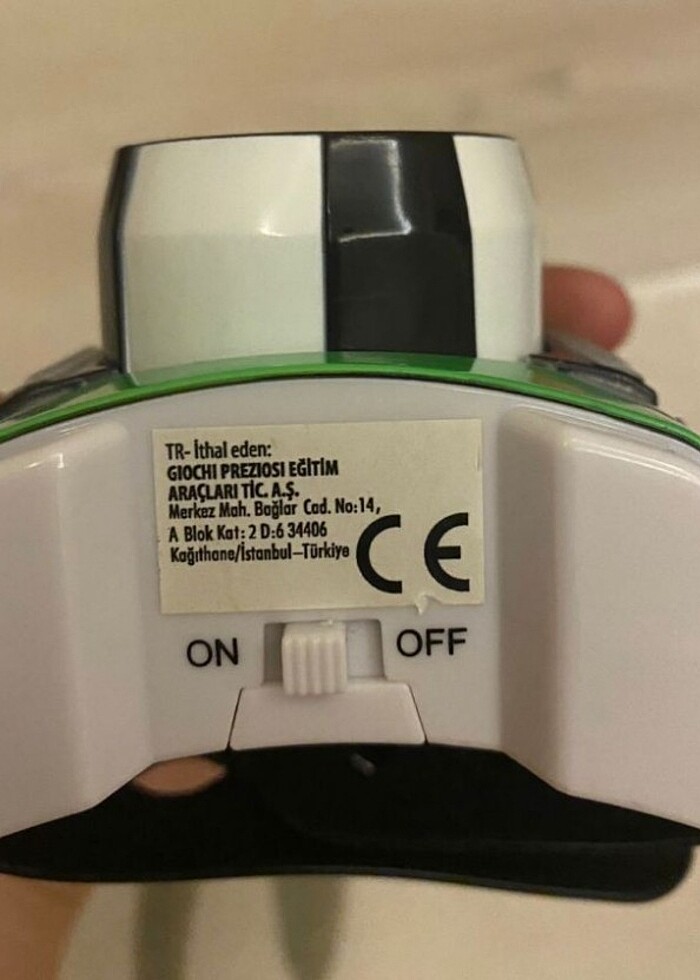 TR- İthal eden:
GIOCHI PREZIOSI EĞİTİM
ARAÇLARI TİC. A.Ş.
Merkez Mah. Bağlar Cad. No:14,
A Blok Kat: 2 D:6 34406
Kağıthane/İstanbul–Türkiye
CE
ON OFF